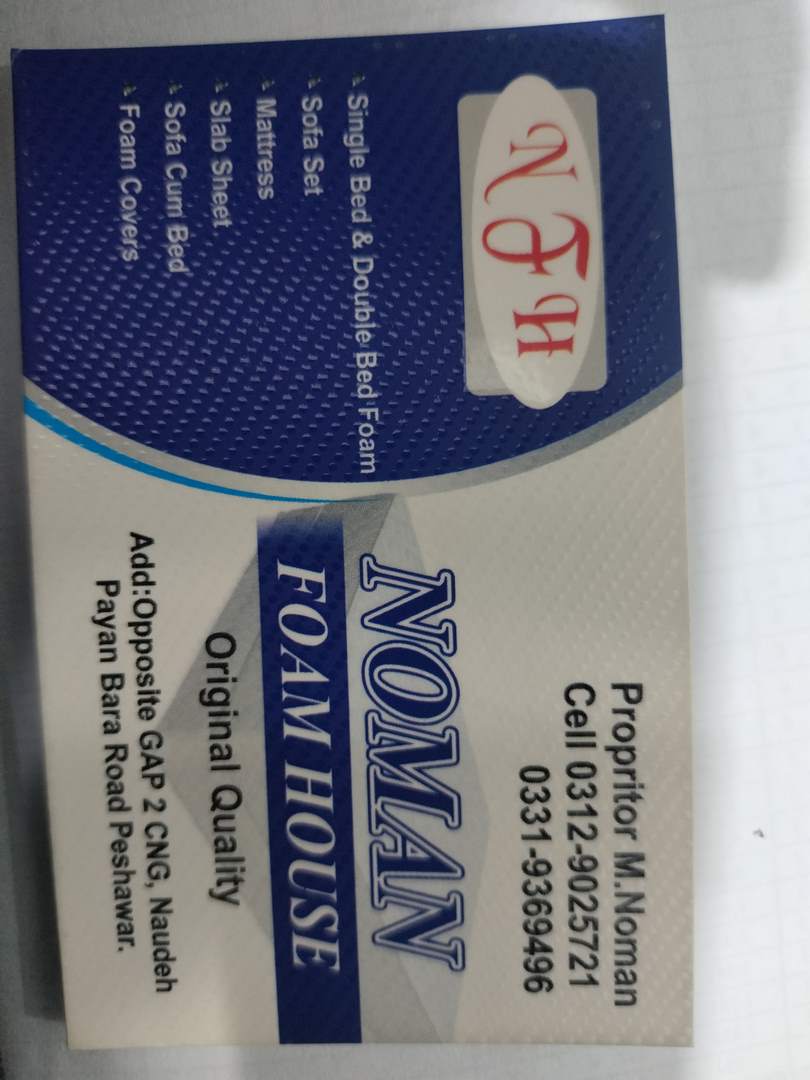 NFH
Single Bed & Double Bed Foam
Sofa Set
Mattress
Slab Sheet
Sofa Cum Bed
Foam Covers
Propritor M.Noman
Cell 0312-9025721
0331-9369496
NOMAN
FOAM HOUSE
Original Quality
Add:Opposite GAP 2 CNG, Naudeh
Payan Bara Road Peshawar.